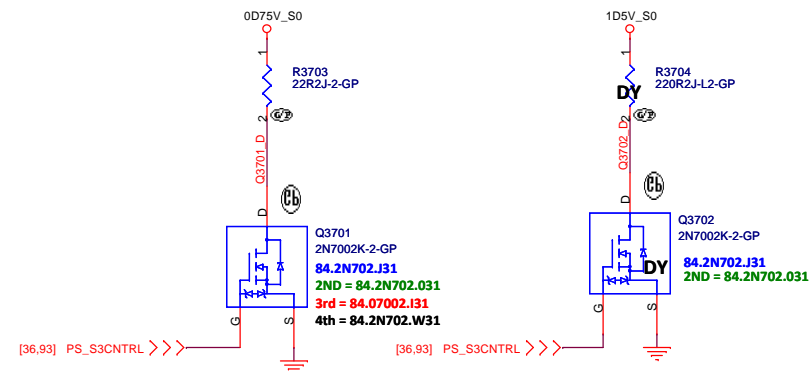 0D75V_S0
1
R3703
22R2J-2-GP
2
Q3701_D
D
Q3701
2N7002K-2-GP
84.2N702.J31
2ND = 84.2N702.031
3rd = 84.07002.I31
4th = 84.2N702.W31
G
S
[36,93] PS_S3CNTRL
1D5V_S0
1
R3704
220R2J-L2-GP
DY
2
Q3702_D
D
Q3702
2N7002K-2-GP
84.2N702.J31
2ND = 84.2N702.031
DY
G
S
[36,93] PS_S3CNTRL